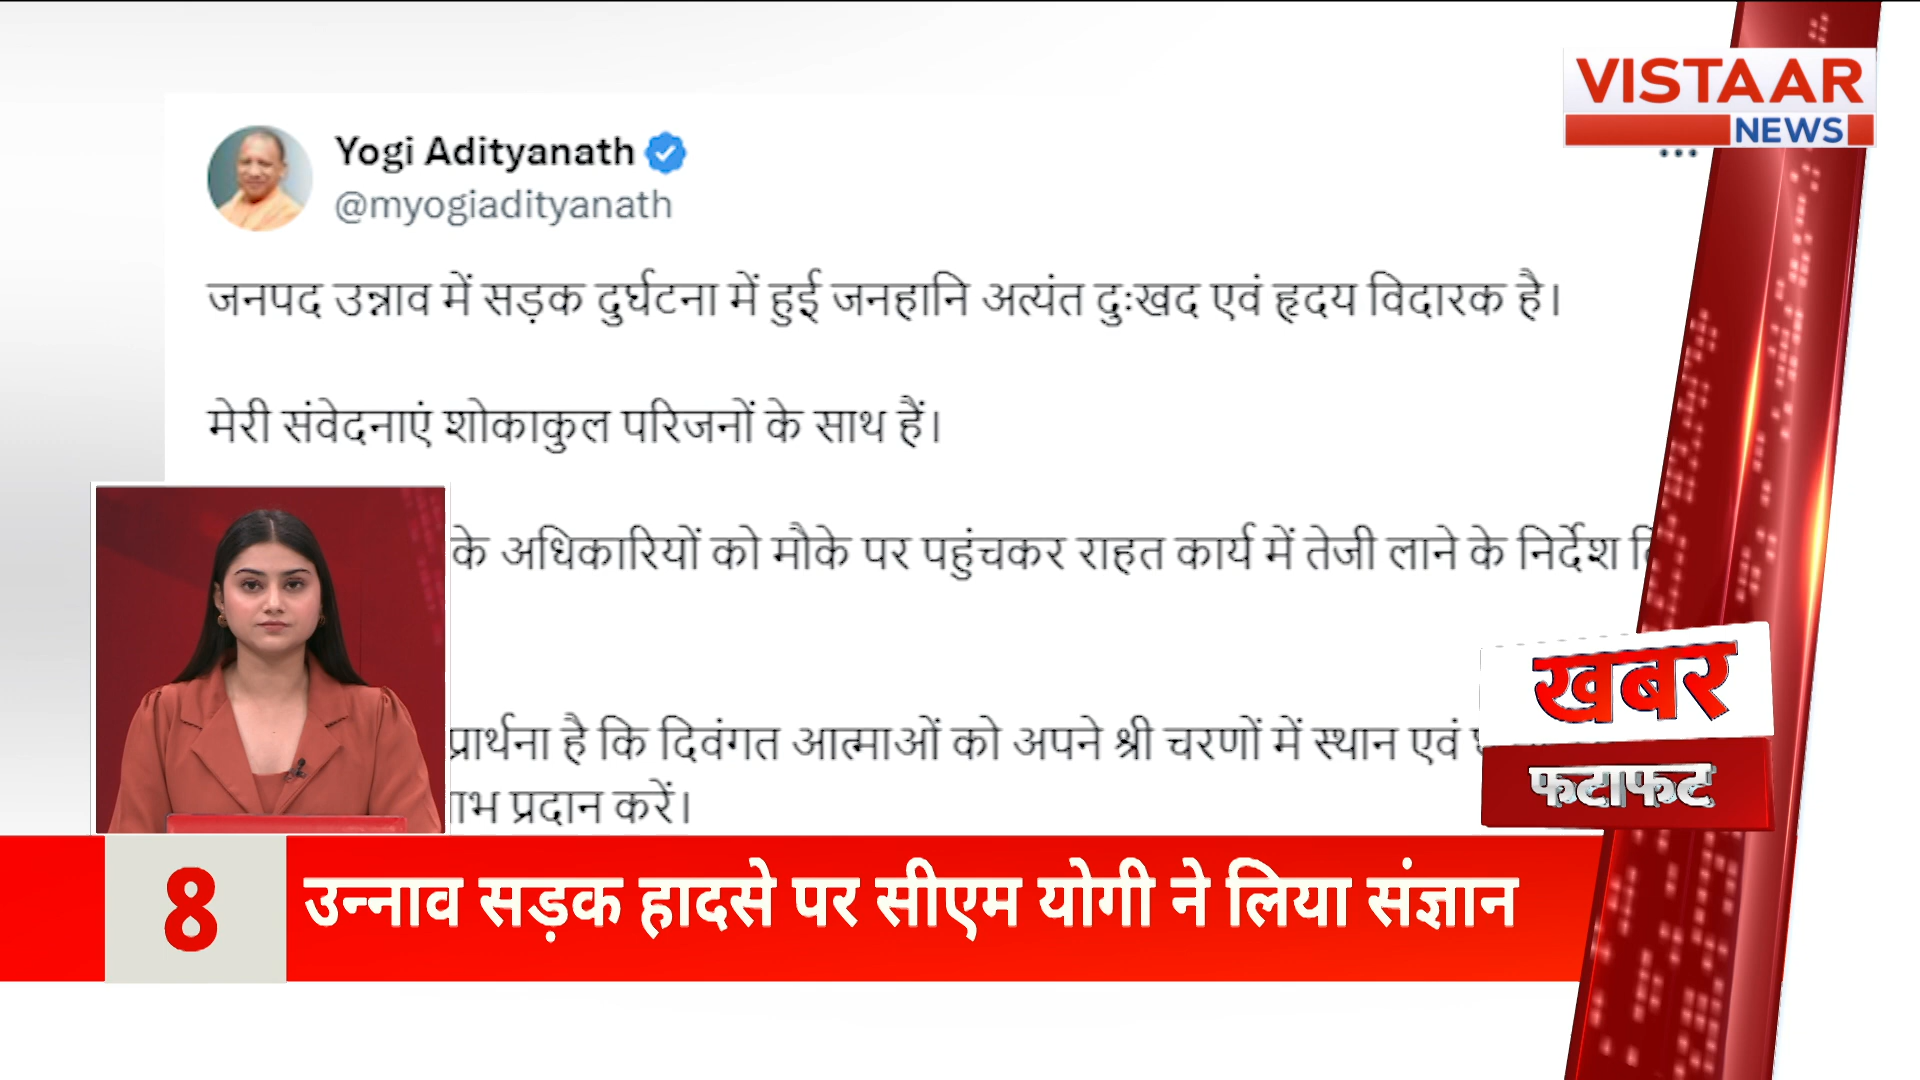 VISTAAR
NEWS
Yogi Adityanath
@myogiadityanath
जनपद उन्नाव में सड़क दुर्घटना में हुई जनहानि अत्यंत दुःखद एवं हृदय विदारक है।
मेरी संवेदनाएं शोकाकुल परिजनों के साथ हैं।
के अधिकारियों को मौके पर पहुंचकर राहत कार्य में तेजी लाने के निर्देश
प्रार्थना है कि दिवंगत आत्माओं को अपने श्री चरणों में स्थान एवं
प्रदान करें।
खबर
फटाफट
8
उन्नाव सड़क हादसे पर सीएम योगी ने लिया संज्ञान